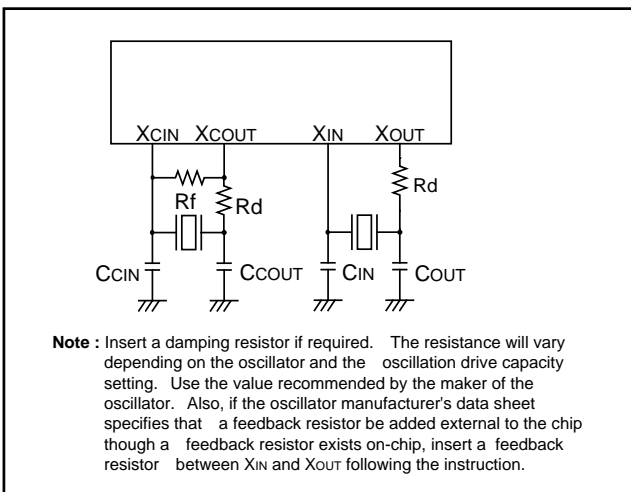 XCIN XCOUT XIN XOUT
Rf Rd Rd
CCIN CCOUT CIN COUT
Note : Insert a damping resistor if required. The resistance will vary
depending on the oscillator and the oscillation drive capacity
setting. Use the value recommended by the maker of the
oscillator. Also, if the oscillator manufacturer's data sheet
specifies that a feedback resistor be added external to the chip
though a feedback resistor exists on-chip, insert a feedback
resistor between XIN and XOUT following the instruction.